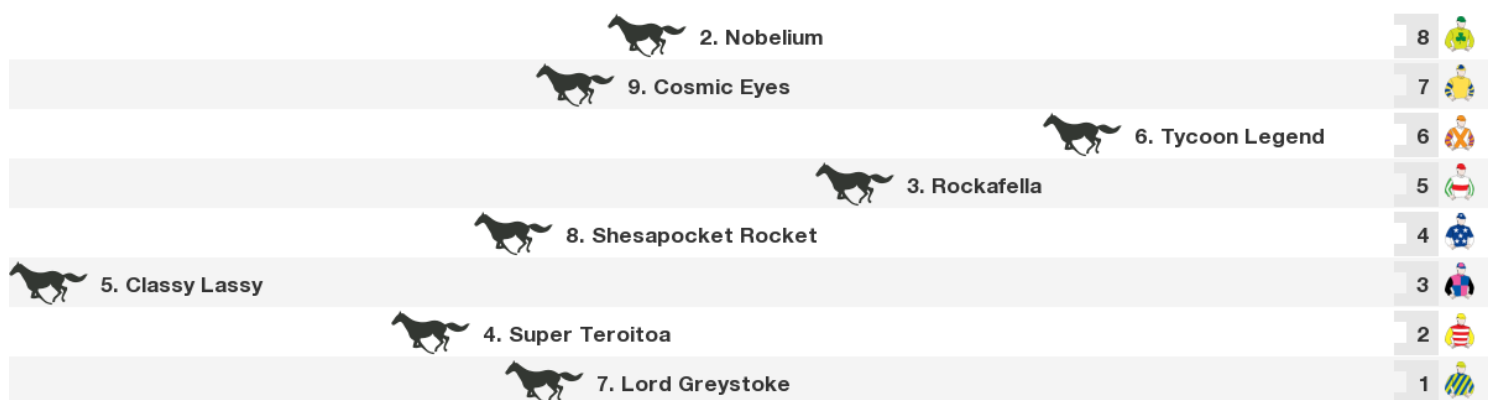 2. Nobelium 8
9. Cosmic Eyes 7
6. Tycoon Legend 6
3. Rockafella 5
8. Shesapocket Rocket 4
5. Classy Lassy 3
4. Super Teroitoa 2
7. Lord Greystoke 1